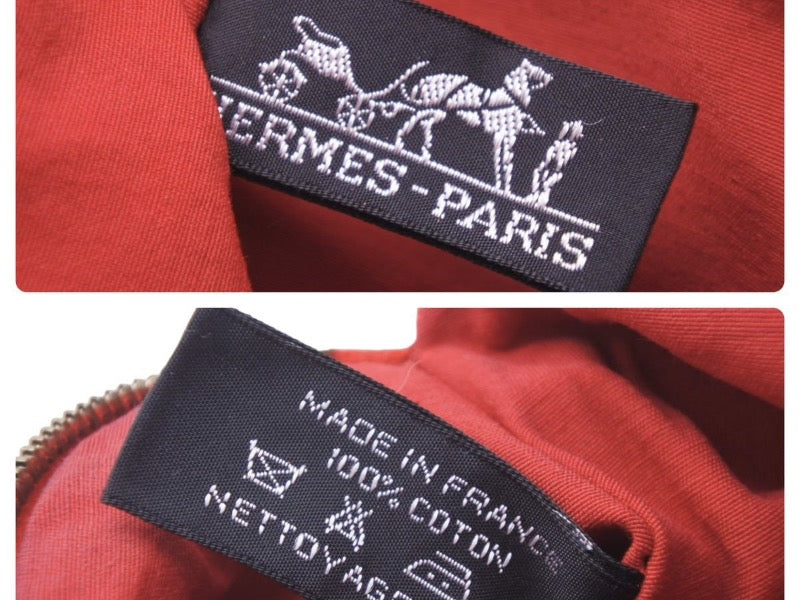 HERMES-PARIS
MADE IN FRANCE
100% COTON
NETTOYAGE